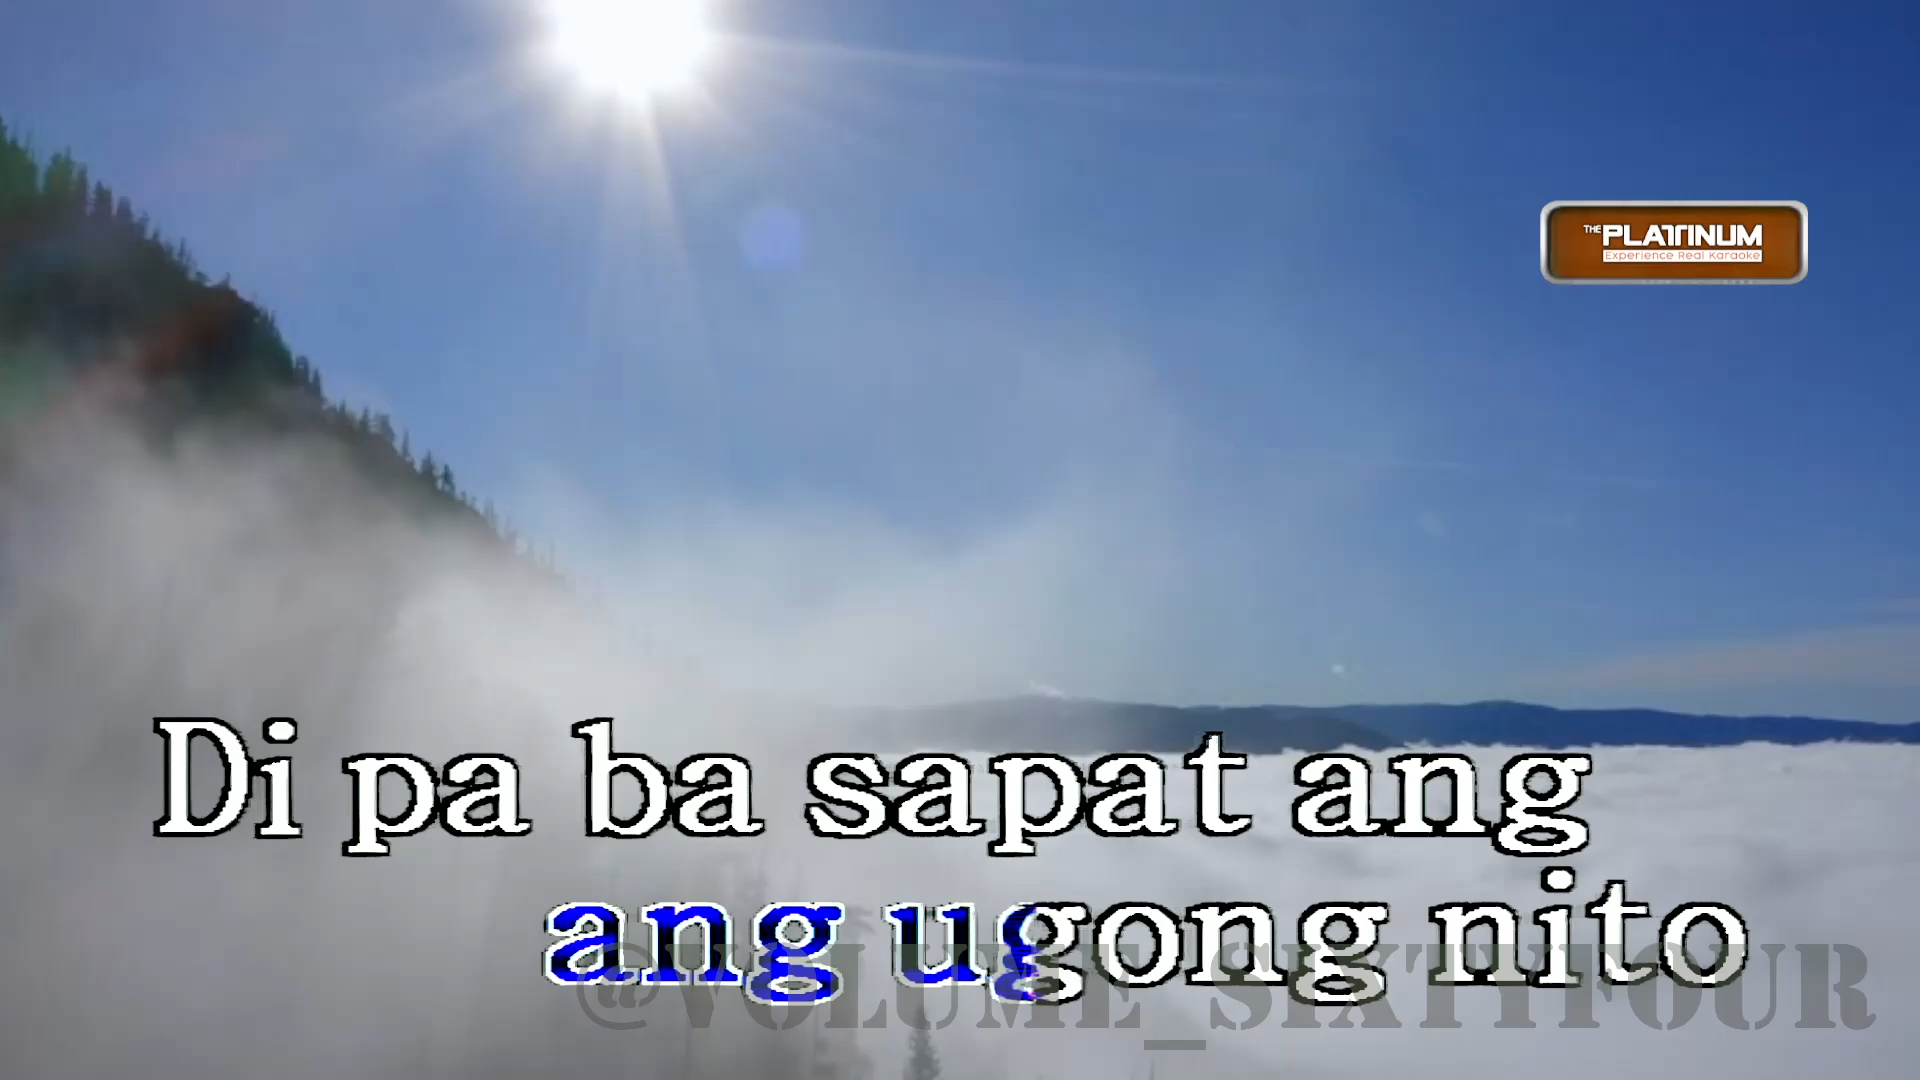 THE PLATINUM
Experience Real Karaoke
Di pa ba sapat ang
ang ugong nito
@VOLUME_SIXTYFOUR